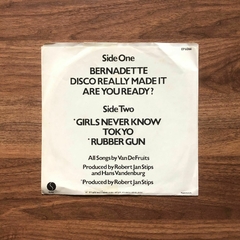 Side One
BERNADETTE
DISCO REALLY MADE IT
ARE YOU READY?
Side Two
*GIRLS NEVER KNOW
TOKYO
*RUBBER GUN
All Songs by Van De Fruits
Produced by Robert Jan Stips
and Hans Vandenburg
*Produced by Robert Jan Stips